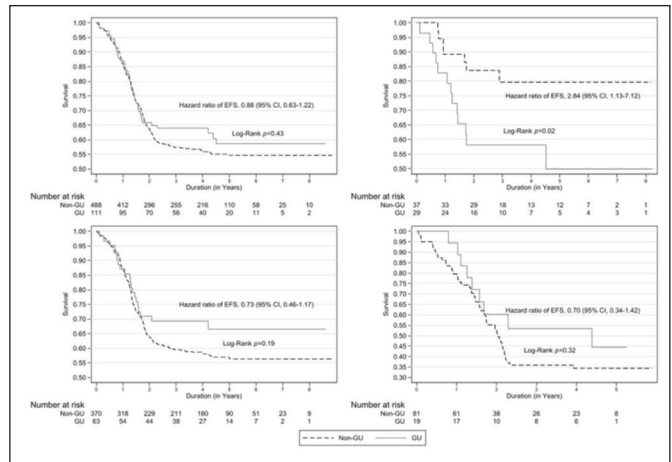 1.00
0.95
0.90
0.85
0.80
0.75
0.70
0.65
0.60
0.55
0.50
Survival
Hazard ratio of EFS, 0.88 (95% CI, 0.63-1.22)
Log-Rank p=0.43
0 1 2 3 4 5 6 7 8
Duration (in Years)
Number at risk
Non-GU 488 412 296 255 216 110 58 25 10
GU 111 95 70 56 40 20 11 5 2
1.00
0.95
0.90
0.85
0.80
0.75
0.70
0.65
0.60
0.55
0.50
Survival
Hazard ratio of EFS, 2.84 (95% CI, 1.13-7.12)
Log-Rank p=0.02
0 1 2 3 4 5 6 7 8
Duration (in Years)
Number at risk
Non-GU 37 33 29 18 13 12 7 2 1
GU 29 24 16 10 7 5 4 3 1
1.00
0.95
0.90
0.85
0.80
0.75
0.70
0.65
0.60
0.55
0.50
Survival
Hazard ratio of EFS, 0.73 (95% CI, 0.46-1.17)
Log-Rank p=0.19
0 1 2 3 4 5 6 7 8
Duration (in Years)
Number at risk
Non-GU 370 318 229 211 180 90 51 23 9
GU 63 54 44 38 27 14 7 2 1
1.00
0.95
0.90
0.85
0.80
0.75
0.70
0.65
0.60
0.55
0.50
0.45
0.40
0.35
0.30
Survival
Hazard ratio of EFS, 0.70 (95% CI, 0.34-1.42)
Log-Rank p=0.32
0 1 2 3 4 5
Duration (in Years)
Number at risk
Non-GU 81 61 38 26 23 8
GU 19 17 10 8 6 1
Non-GU GU